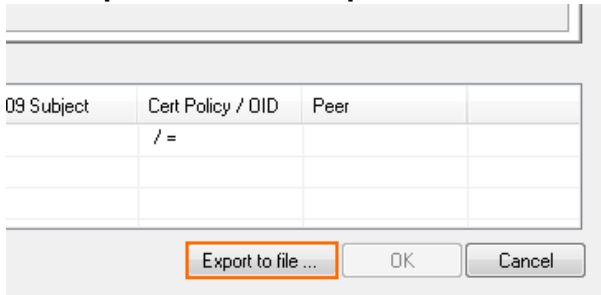 09 Subject Cert Policy / OID Peer
/ =
Export to file ... OK Cancel